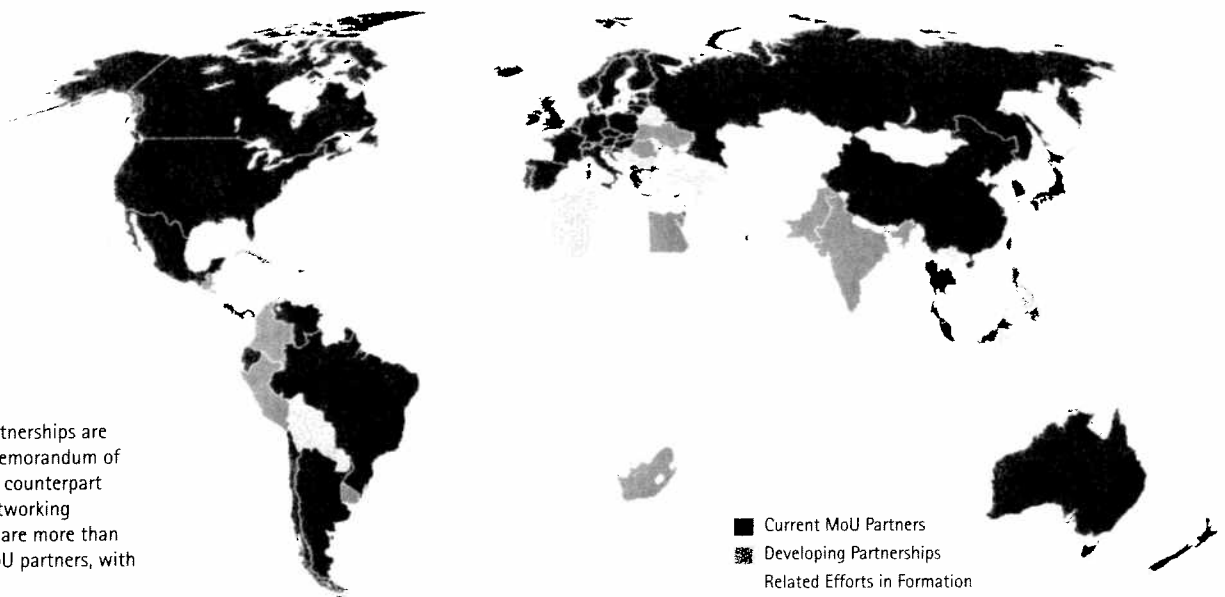 tnerships are
emorandum of
counterpart
tworking
are more than
U partners, with
Current MoU Partners
Developing Partnerships
Related Efforts in Formation